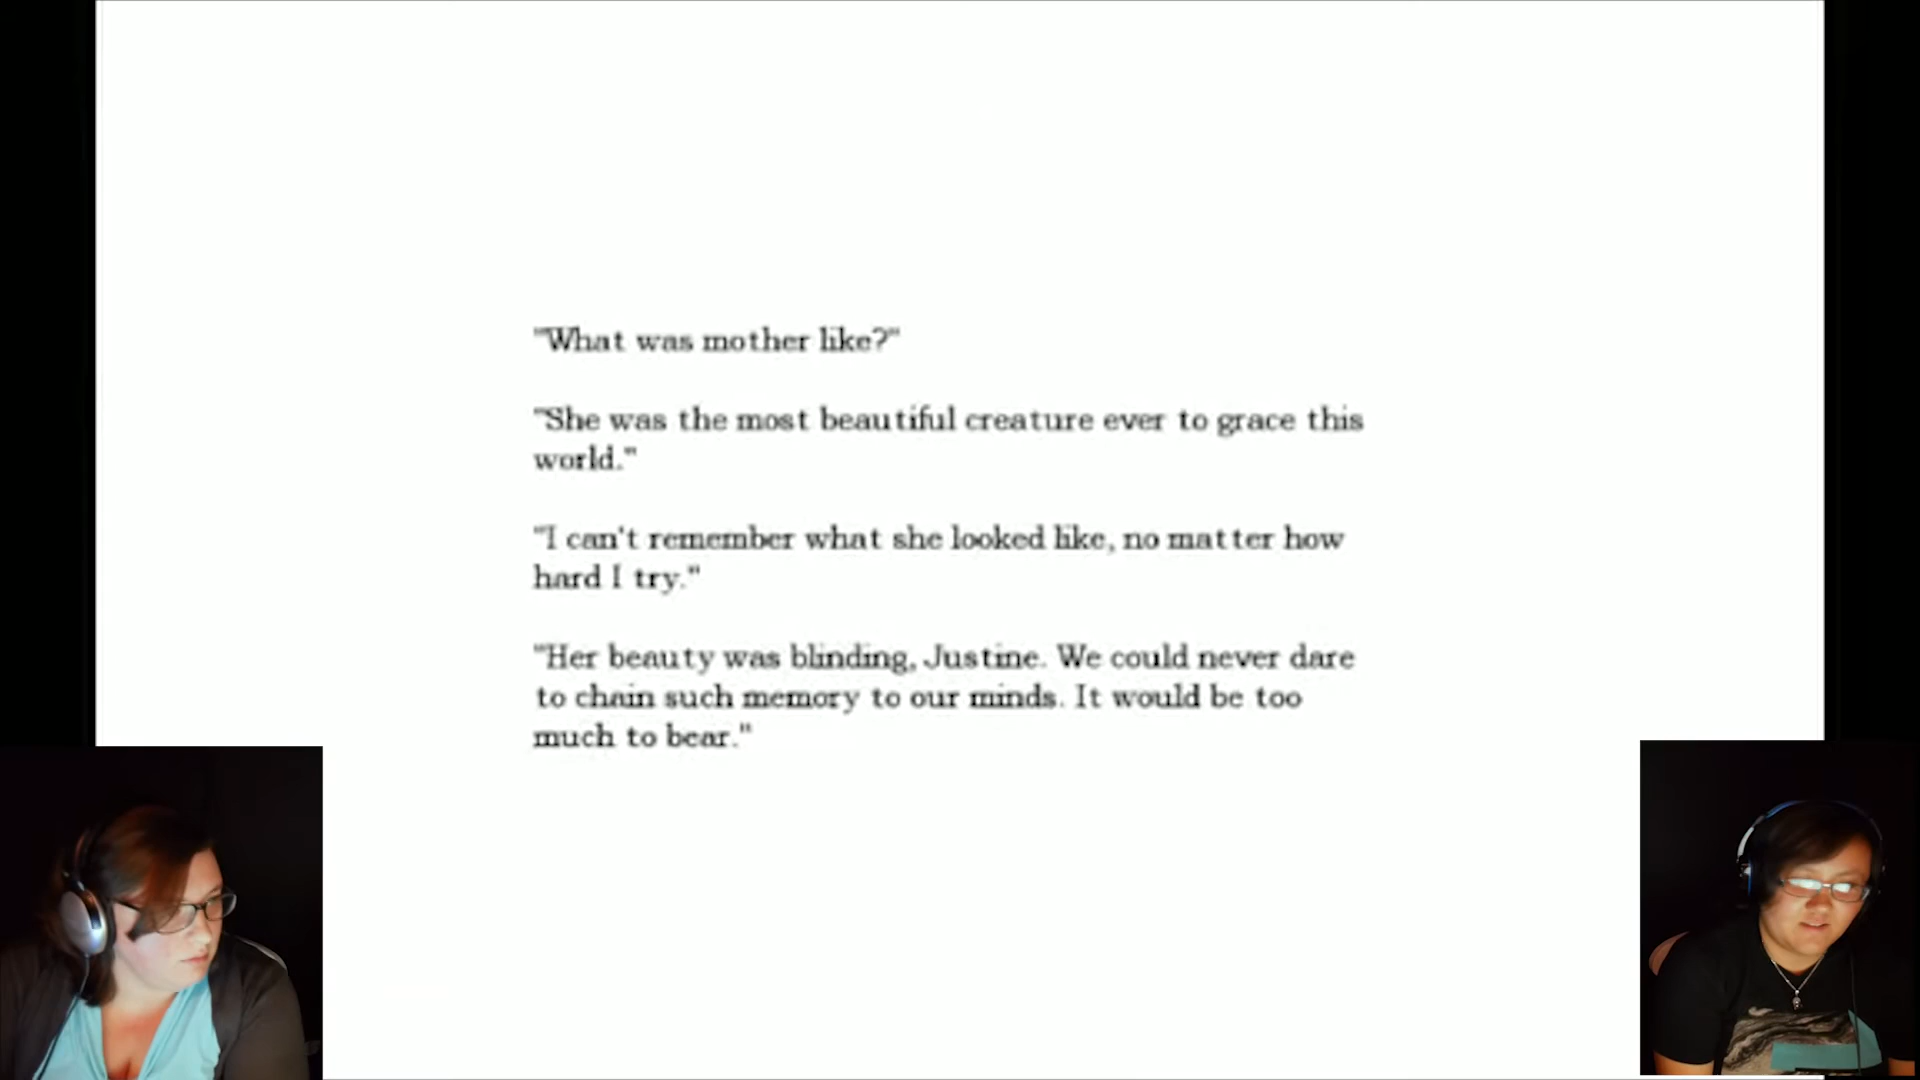 "What was mother like?"
"She was the most beautiful creature ever to grace this
world."
"I can't remember what she looked like, no matter how
hard I try."
"Her beauty was blinding, Justine. We could never dare
to chain such memory to our minds. It would be too
much to bear."